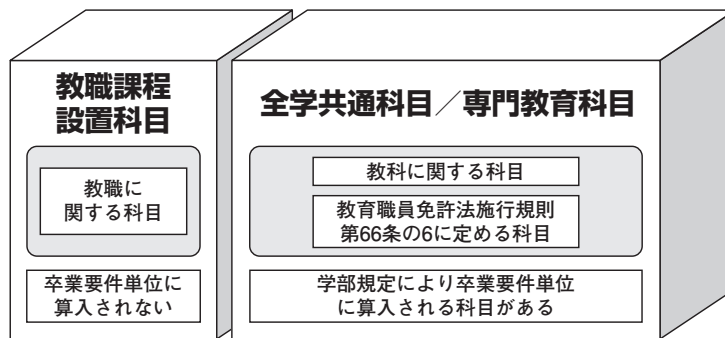 教職課程
設置科目
教職に
関する科目
卒業要件単位に
算入されない
全学共通科目／専門教育科目
教科に関する科目
教育職員免許法施行規則
第66条の6に定める科目
学部規定により卒業要件単位
に算入される科目がある